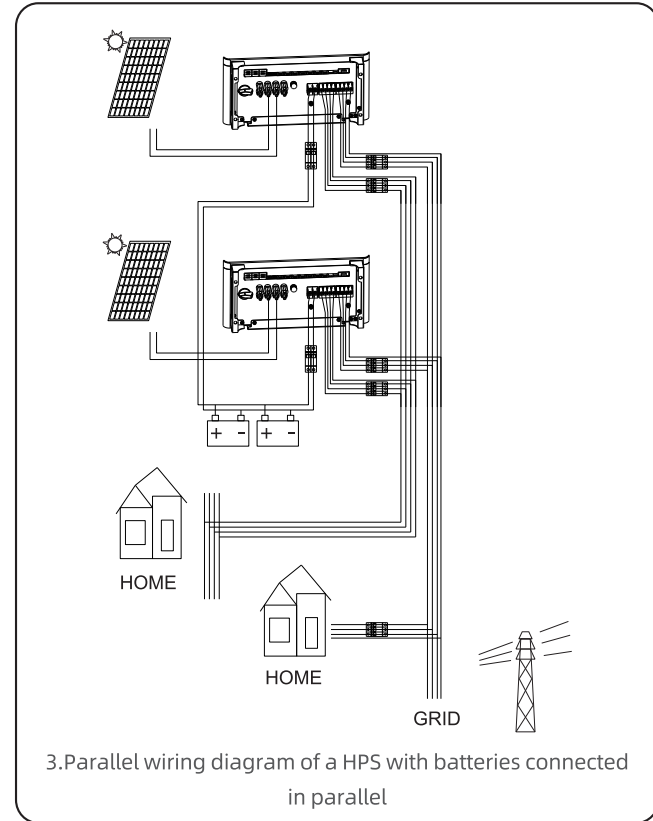 + - + -
HOME
HOME
GRID
3.Parallel wiring diagram of a HPS with batteries connected
in parallel